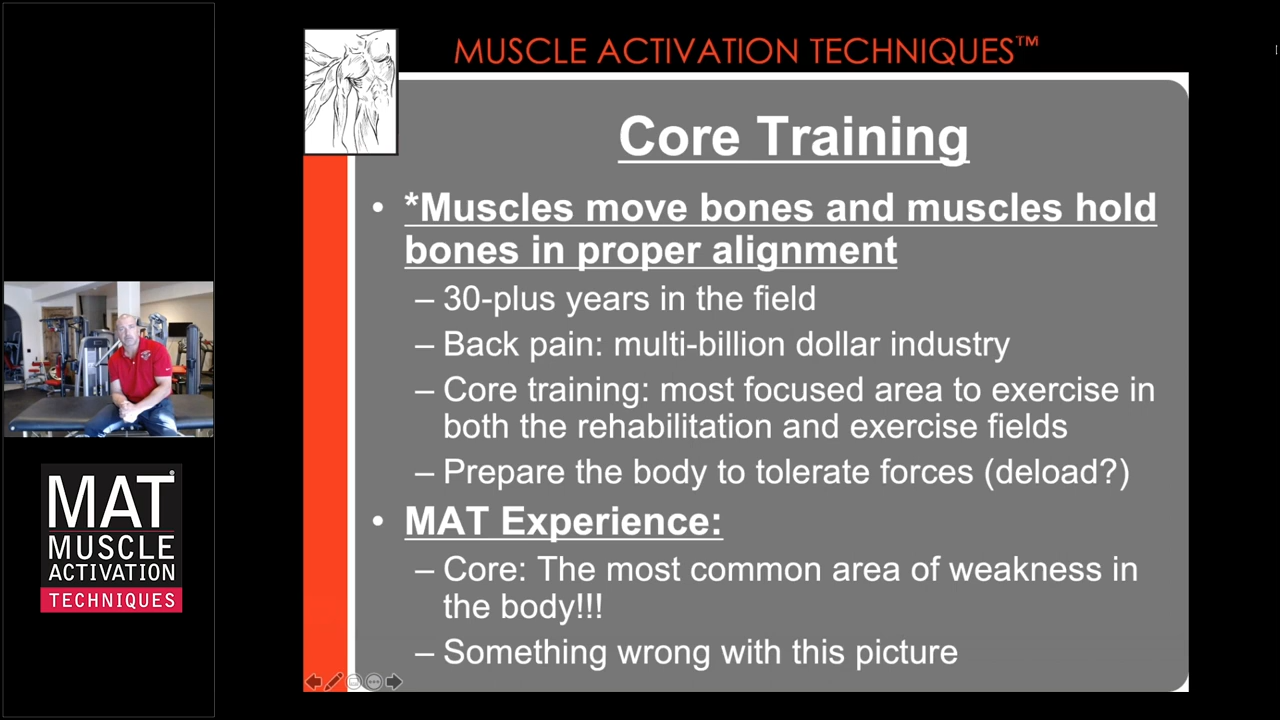 MUSCLE ACTIVATION TECHNIQUES™
Core Training
• *Muscles move bones and muscles hold
bones in proper alignment
– 30-plus years in the field
– Back pain: multi-billion dollar industry
– Core training: most focused area to exercise in
both the rehabilitation and exercise fields
– Prepare the body to tolerate forces (deload?)
• MAT Experience:
– Core: The most common area of weakness in
the body!!!
– Something wrong with this picture
MAT®
MUSCLE
ACTIVATION
TECHNIQUES